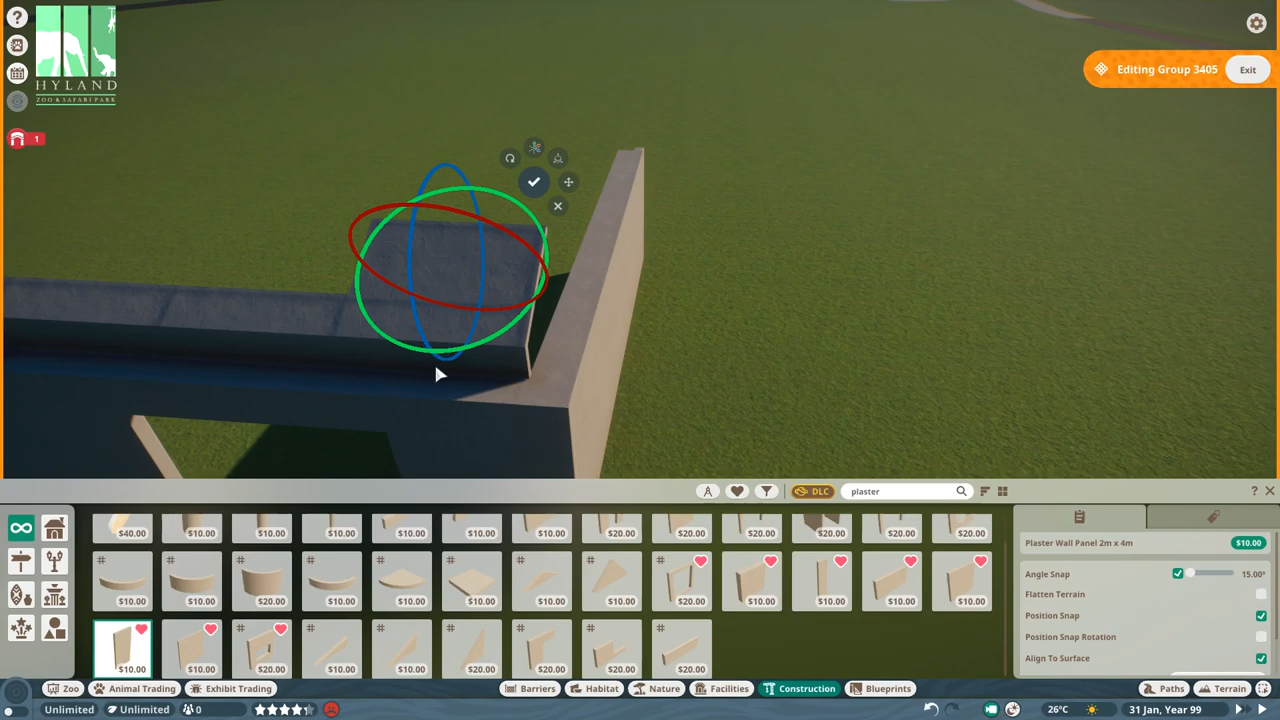 ?
HYLAND
ZOO & SAFARI PARK
Editing Group 3405
Exit
1
DLC
plaster
?
$40.00
$10.00
$10.00
$10.00
$10.00
$10.00
$10.00
$20.00
$20.00
$20.00
$20.00
$20.00
$20.00
$10.00
$10.00
$20.00
$10.00
$10.00
$10.00
$10.00
$10.00
$20.00
$10.00
$10.00
$10.00
$10.00
$10.00
$10.00
$20.00
$10.00
$10.00
$20.00
$20.00
$20.00
Plaster Wall Panel 2m x 4m
$10.00
Angle Snap
15.00°
Flatten Terrain
Position Snap
Position Snap Rotation
Align To Surface
Zoo
Animal Trading
Exhibit Trading
Barriers
Habitat
Nature
Facilities
Construction
Blueprints
Paths
Terrain
Unlimited
Unlimited
0
26°C
31 Jan, Year 99